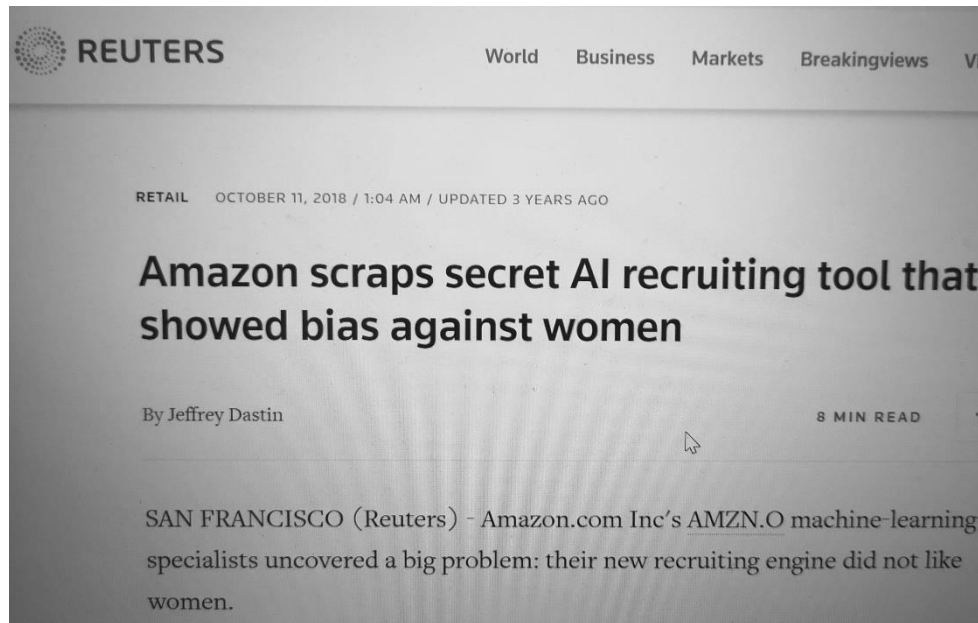 REUTERS World Business Markets Breakingviews
RETAIL OCTOBER 11, 2018 / 1:04 AM / UPDATED 3 YEARS AGO
Amazon scraps secret AI recruiting tool that
showed bias against women
By Jeffrey Dastin 8 MIN READ
SAN FRANCISCO (Reuters) - Amazon.com Inc's AMZN.O machine-learning
specialists uncovered a big problem: their new recruiting engine did not like
women.